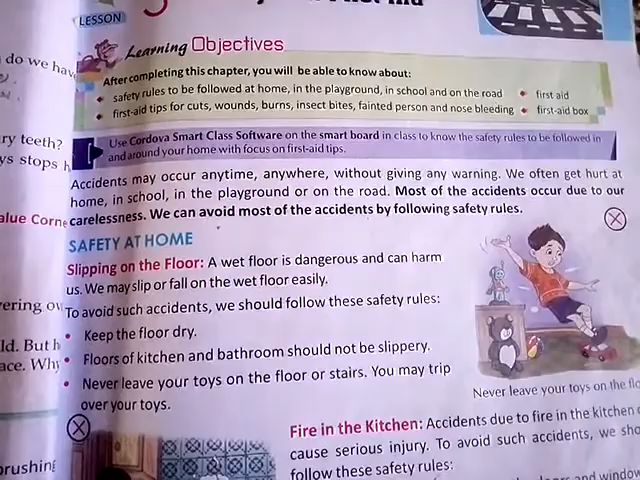 LESSON
Learning Objectives
After completing this chapter, you will be able to know about:
safety rules to be followed at home, in the playground, in school and on the road
first aid
first-aid tips for cuts, wounds, burns, insect bites, fainted person and nose bleeding
first-aid box
Use Cordova Smart Class Software on the smart board in class to know the safety rules to be followed in
and around your home with focus on first-aid tips.
Accidents may occur anytime, anywhere, without giving any warning. We often get hurt at
home, in school, in the playground or on the road. Most of the accidents occur due to our
carelessness. We can avoid most of the accidents by following safety rules.
SAFETY AT HOME
Slipping on the Floor: A wet floor is dangerous and can harm
us. We may slip or fall on the wet floor easily.
To avoid such accidents, we should follow these safety rules:
• Keep the floor dry.
• Floors of kitchen and bathroom should not be slippery.
• Never leave your toys on the floor or stairs. You may trip
over your toys.
Never leave your toys on the
Fire in the Kitchen: Accidents due to fire in the kitchen
cause serious injury. To avoid such accidents, we
follow these safety rules:
and
do we
teeth?
stops
But
Why